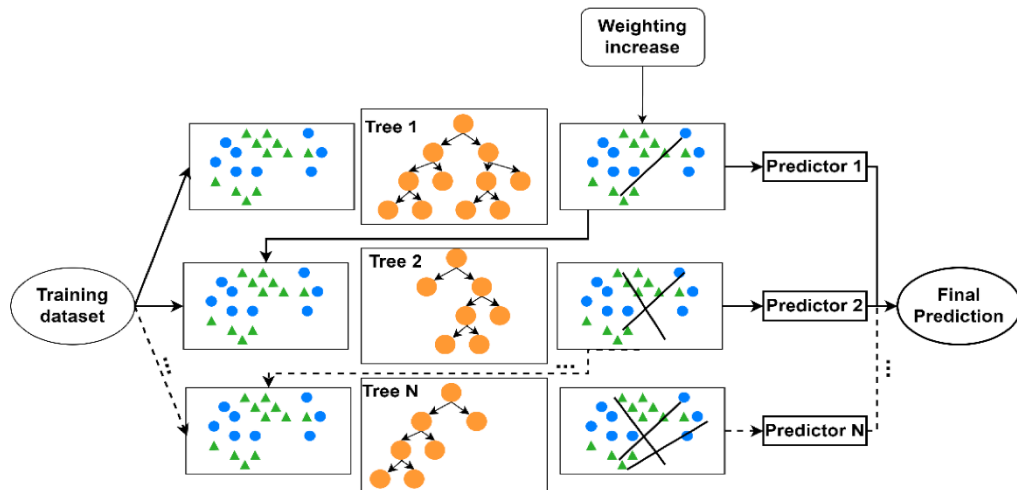 Weighting
increase
Tree 1
Predictor 1
Training
dataset
Tree 2
Predictor 2
Final
Prediction
...
...
...
Tree N
Predictor N